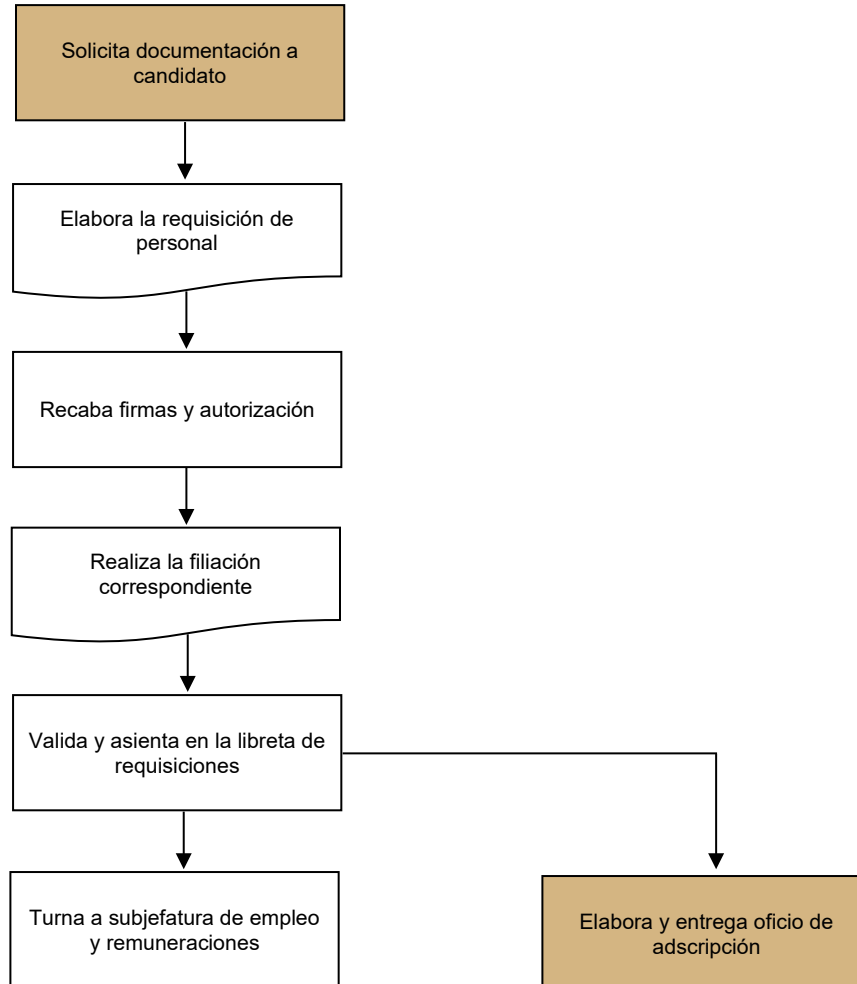 Solicita documentación a
candidato
Elabora la requisición de
personal
Recaba firmas y autorización
Realiza la filiación
correspondiente
Valida y asienta en la libreta de
requisiciones
Turna a subjefatura de empleo
y remuneraciones
Elabora y entrega oficio de
adscripción